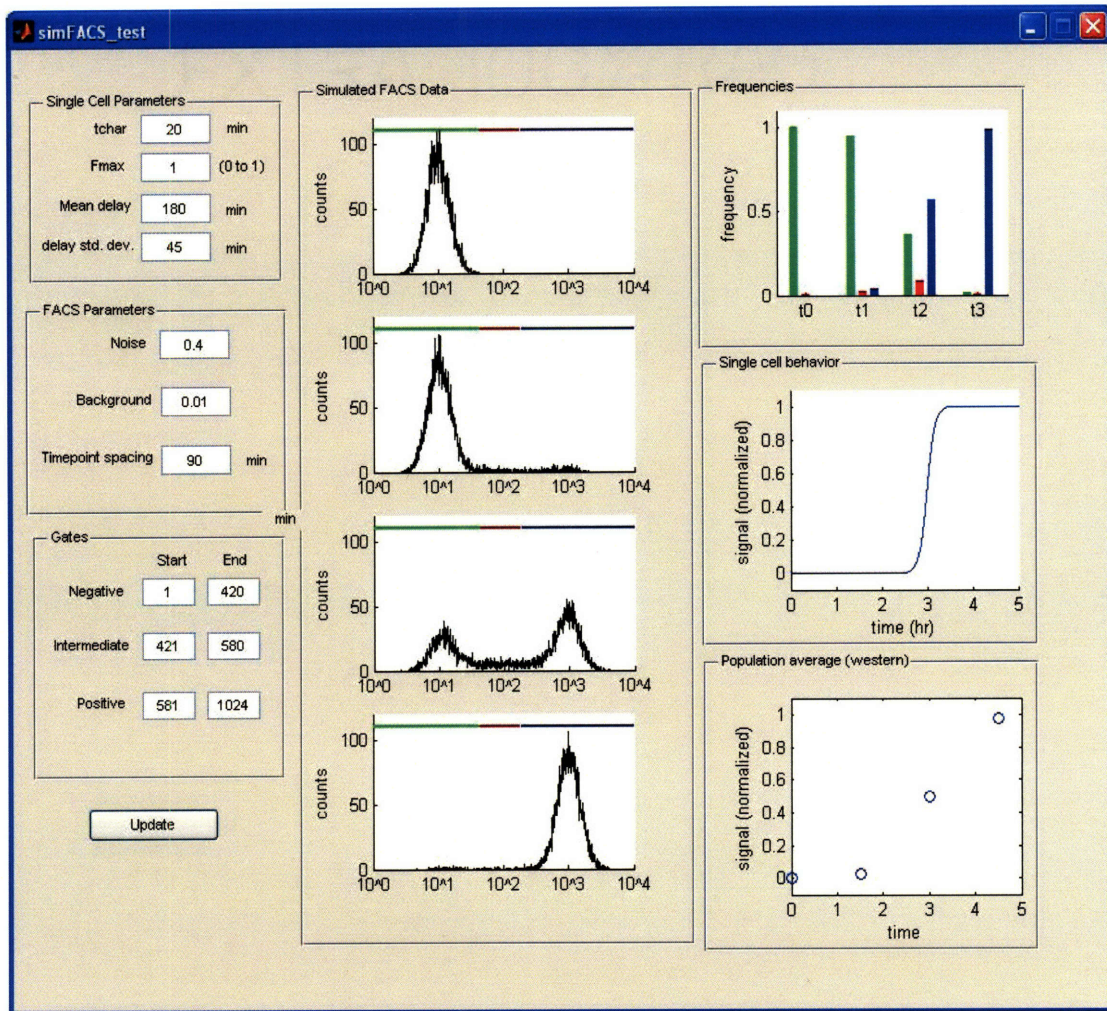 simFACS_test
Single Cell Parameters
tchar 20 min
Fmax 1 (0 to 1)
Mean delay 180 min
delay std. dev. 45 min
FACS Parameters
Noise 0.4
Background 0.01
Timepoint spacing 90 min
min
Gates
Start End
Negative 1 420
Intermediate 421 580
Positive 581 1024
Update
Simulated FACS Data
100
50
0
counts
10^0 10^1 10^2 10^3 10^4
100
50
0
counts
10^0 10^1 10^2 10^3 10^4
100
50
0
counts
10^0 10^1 10^2 10^3 10^4
100
50
0
counts
10^0 10^1 10^2 10^3 10^4
Frequencies
1
0.5
0
frequency
t0 t1 t2 t3
Single cell behavior
1
0.8
0.6
0.4
0.2
0
signal (normalized)
0 1 2 3 4 5
time (hr)
Population average (western)
1
0.8
0.6
0.4
0.2
0
signal (normalized)
0 1 2 3 4 5
time